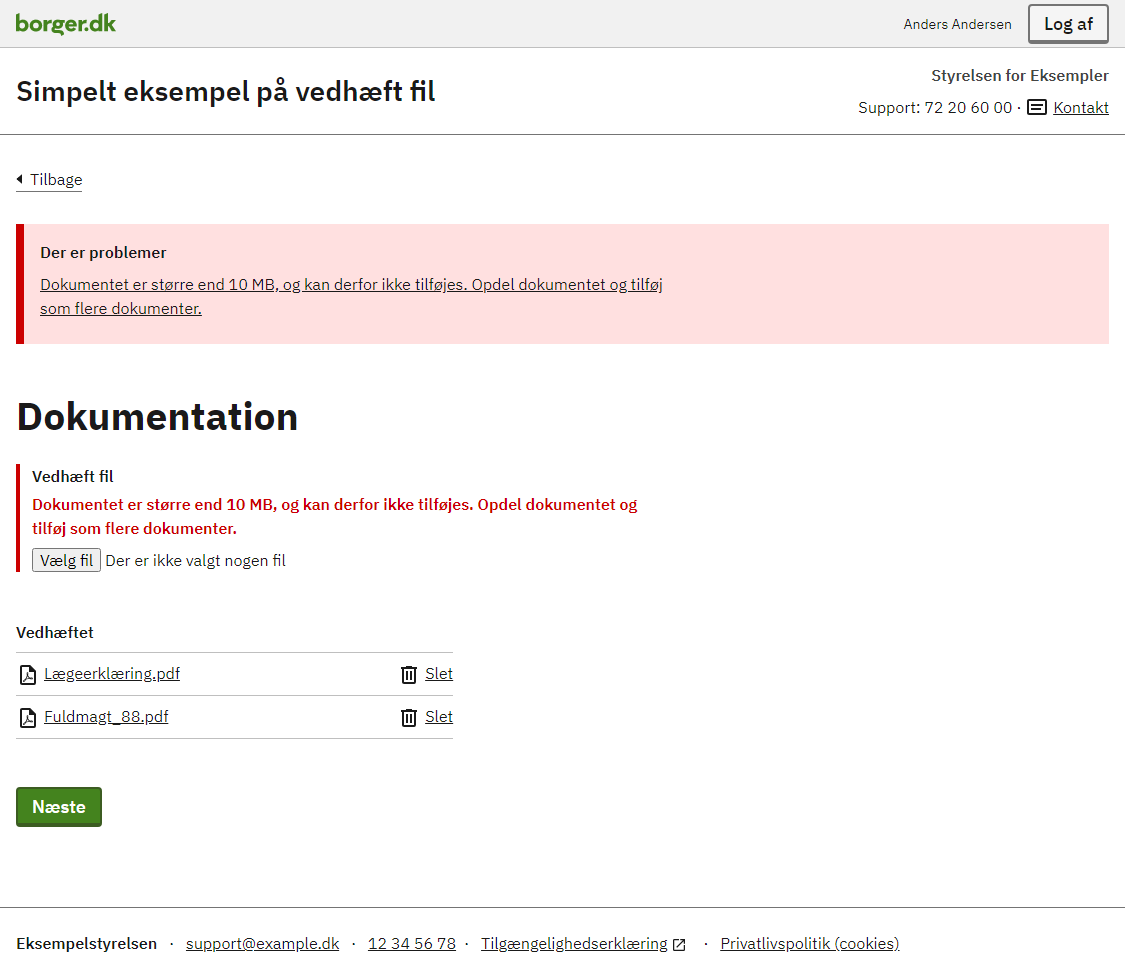 borger.dk
Anders Andersen
Log af
Simpelt eksempel på vedhæft fil
Styrelsen for Eksempler
Support: 72 20 60 00 · Kontakt
Tilbage
Der er problemer
Dokumentet er større end 10 MB, og kan derfor ikke tilføjes. Opdel dokumentet og tilføj
som flere dokumenter.
Dokumentation
Vedhæft fil
Dokumentet er større end 10 MB, og kan derfor ikke tilføjes. Opdel dokumentet og
tilføj som flere dokumenter.
Vælg fil Der er ikke valgt nogen fil
Vedhæftet
Lægeerklæring.pdf Slet
Fuldmagt_88.pdf Slet
Næste
Eksempelstyrelsen · support@example.dk · 12 34 56 78 · Tilgængelighedserklæring · Privatlivspolitik (cookies)